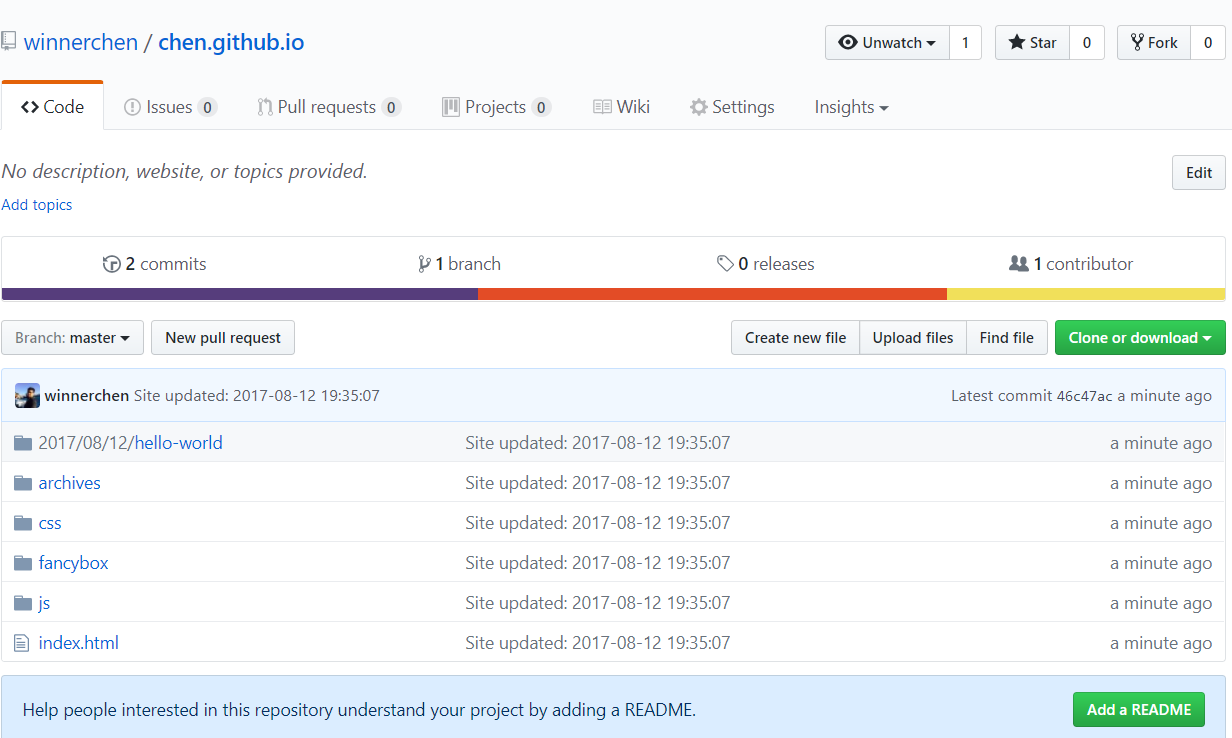 winnerchen / chen.github.io
Unwatch 1 Star 0 Fork 0
Code Issues 0 Pull requests 0 Projects 0 Wiki Settings Insights
No description, website, or topics provided.
Edit
Add topics
2 commits 1 branch 0 releases 1 contributor
Branch: master New pull request Create new file Upload files Find file Clone or download
winnerchen Site updated: 2017-08-12 19:35:07 Latest commit 46c47ac a minute ago
2017/08/12/hello-world Site updated: 2017-08-12 19:35:07 a minute ago
archives Site updated: 2017-08-12 19:35:07 a minute ago
css Site updated: 2017-08-12 19:35:07 a minute ago
fancybox Site updated: 2017-08-12 19:35:07 a minute ago
js Site updated: 2017-08-12 19:35:07 a minute ago
index.html Site updated: 2017-08-12 19:35:07 a minute ago
Help people interested in this repository understand your project by adding a README. Add a README